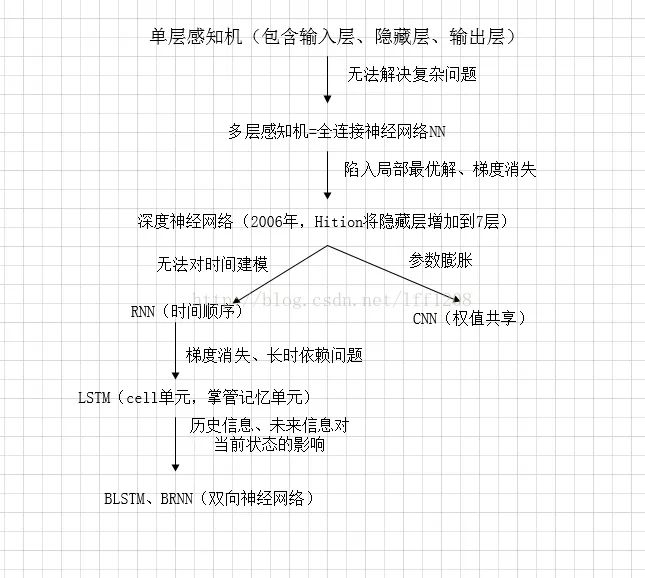 单层感知机（包含输入层、隐藏层、输出层）
无法解决复杂问题
多层感知机=全连接神经网络NN
陷入局部最优解、梯度消失
深度神经网络（2006年，Hition将隐藏层增加到7层）
无法对时间建模
参数膨胀
http://blog.csdn.net/lff1208
RNN（时间顺序）
CNN（权值共享）
梯度消失、长时依赖问题
LSTM（cell单元，掌管记忆单元）
历史信息、未来信息对
当前状态的影响
BLSTM、BRNN（双向神经网络）